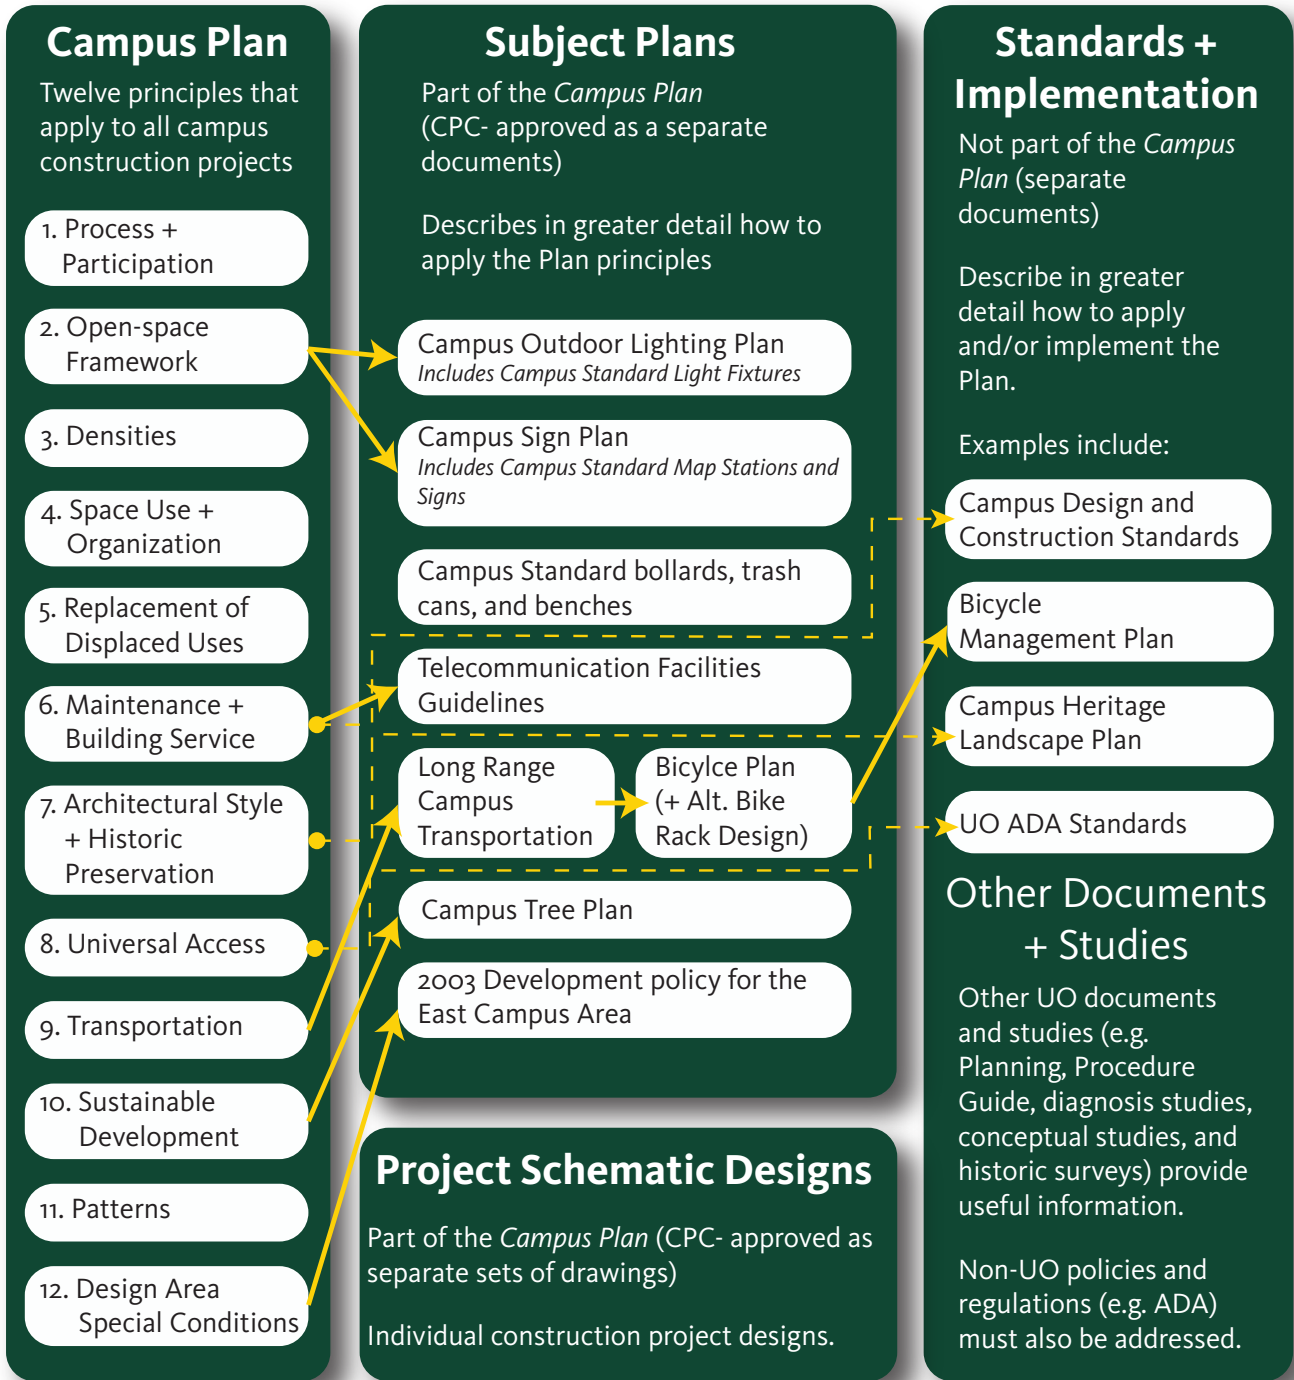 Campus Plan
Twelve principles that
apply to all campus
construction projects
1. Process +
Participation
2. Open-space
Framework
3. Densities
4. Space Use +
Organization
5. Replacement of
Displaced Uses
6. Maintenance +
Building Service
7. Architectural Style
+ Historic
Preservation
8. Universal Access
9. Transportation
10. Sustainable
Development
11. Patterns
12. Design Area
Special Conditions
Subject Plans
Part of the Campus Plan
(CPC- approved as a separate
documents)
Describes in greater detail how to
apply the Plan principles
Campus Outdoor Lighting Plan
Includes Campus Standard Light Fixtures
Campus Sign Plan
Includes Campus Standard Map Stations and
Signs
Campus Standard bollards, trash
cans, and benches
Telecommunication Facilities
Guidelines
Long Range
Campus
Transportation
Bicylce Plan
(+ Alt. Bike
Rack Design)
Campus Tree Plan
2003 Development policy for the
East Campus Area
Project Schematic Designs
Part of the Campus Plan (CPC- approved as
separate sets of drawings)
Individual construction project designs.
Standards +
Implementation
Not part of the Campus
Plan (separate
documents)
Describe in greater
detail how to apply
and/or implement the
Plan.
Examples include:
Campus Design and
Construction Standards
Bicycle
Management Plan
Campus Heritage
Landscape Plan
UO ADA Standards
Other Documents
+ Studies
Other UO documents
and studies (e.g.
Planning, Procedure
Guide, diagnosis studies,
conceptual studies, and
historic surveys) provide
useful information.
Non-UO policies and
regulations (e.g. ADA)
must also be addressed.